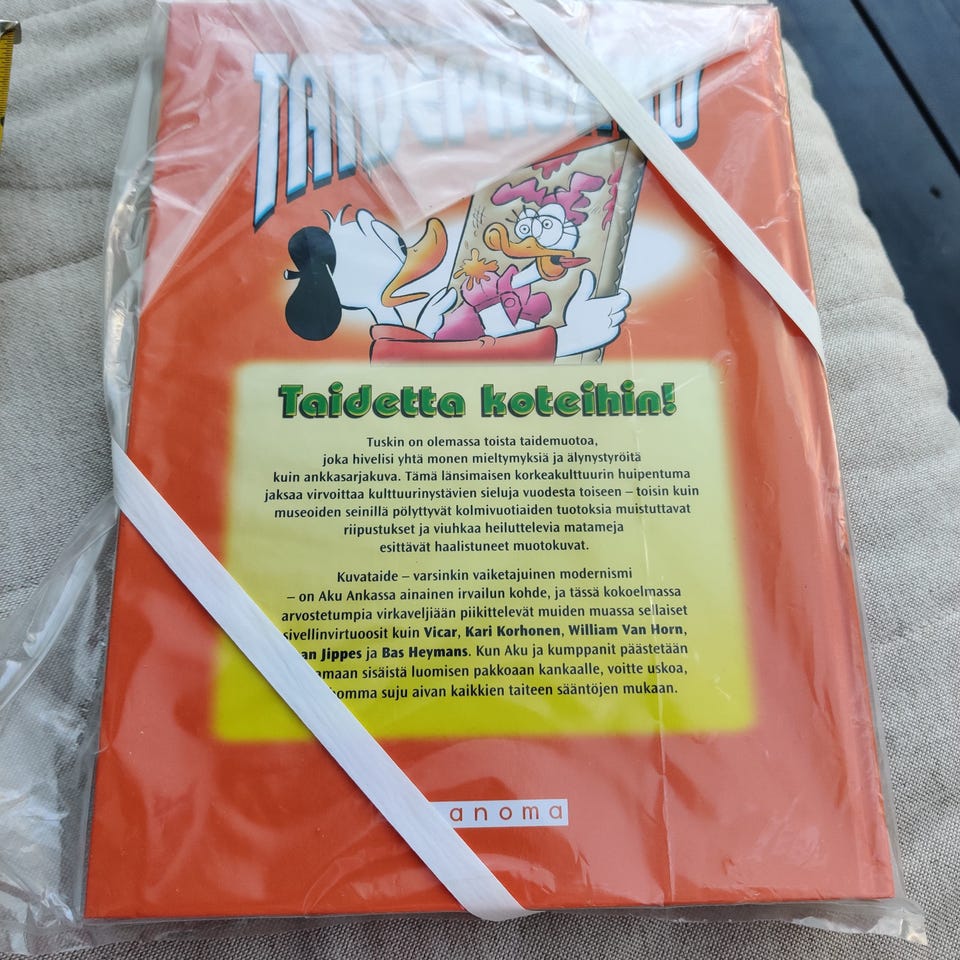 Taidetta koteihin!
Tuskin on olemassa toista taidemuotoa,
joka hivelisi yhtä monen mieltymyksiä ja älynystyröitä
kuin ankkasarjakuva. Tämä länsimaisen korkeakulttuurin huipentuma
jaksaa virvoittaa kulttuurinystävien sieluja vuodesta toiseen – toisin kuin
museoiden seinillä pölyttyvät kolmivuotiaiden tuotoksia muistuttavat
riipustukset ja viuhkaa heiluttelevia matameja
esittävät haalistuneet muotokuvat.
Kuvataide – varsinkin vaiketajuinen modernismi
– on Aku Ankassa ainainen irvailun kohde, ja tässä kokoelmassa
arvostetumpia virkaveljiään piikittelevät muiden muassa sellaiset
sivellinvirtuoosit kuin Vicar, Kari Korhonen, William Van Horn,
an Jippes ja Bas Heymans. Kun Aku ja kumppanit päästetään
amaan sisäistä luomisen pakkoaan kankaalle, voitte uskoa,
homma suju aivan kaikkien taiteen sääntöjen mukaan.
anoma